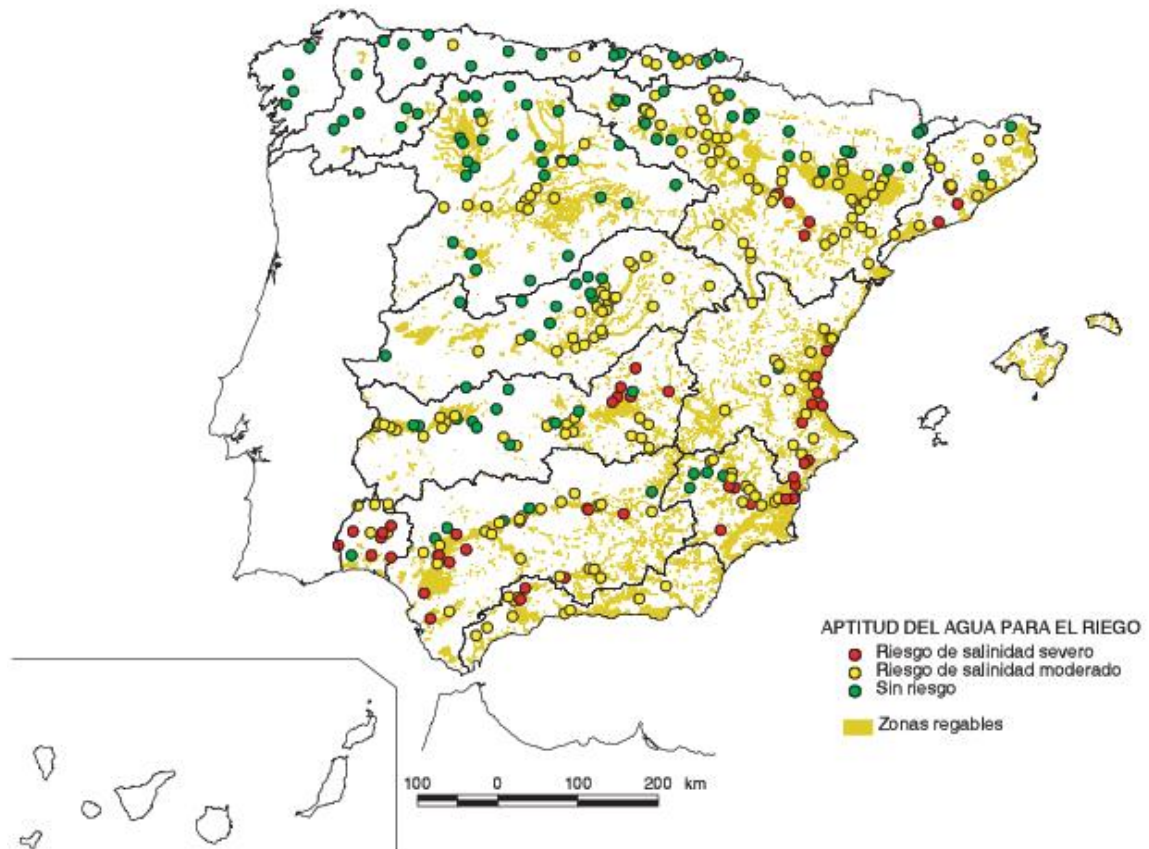 APTITUD DEL AGUA PARA EL RIEGO
Riesgo de salinidad severo
Riesgo de salinidad moderado
Sin riesgo
Zonas regables
100 0 100 200 km